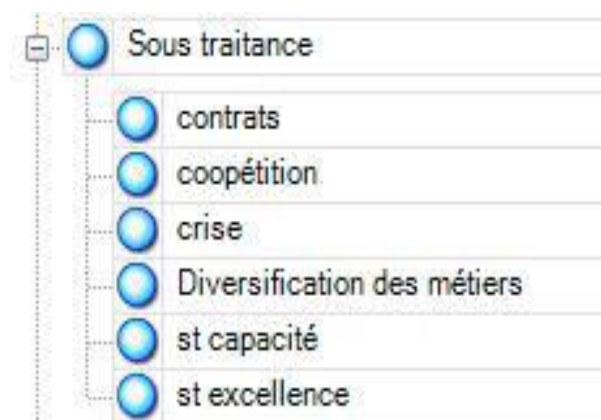 Sous traitance
contrats
coopétition
crise
Diversification des métiers
st capacité
st excellence